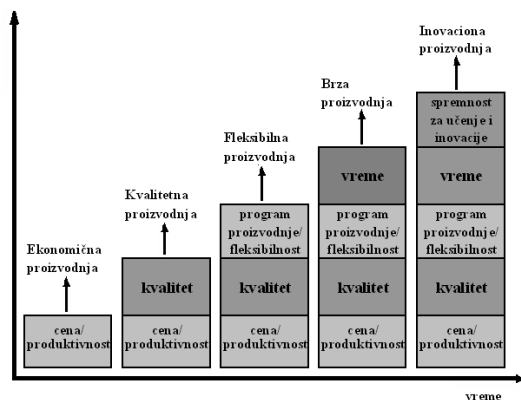 Inovaciona
proizvodnja
spremnost
za učenje i
inovacije
vreme
program
proizvodnje/
fleksibilnost
kvalitet
cena/
produktivnost
Brza
proizvodnja
vreme
program
proizvodnje/
fleksibilnost
kvalitet
cena/
produktivnost
Fleksibilna
proizvodnja
program
proizvodnje/
fleksibilnost
kvalitet
cena/
produktivnost
Kvalitetna
proizvodnja
kvalitet
cena/
produktivnost
Ekonomična
proizvodnja
cena/
produktivnost
vreme